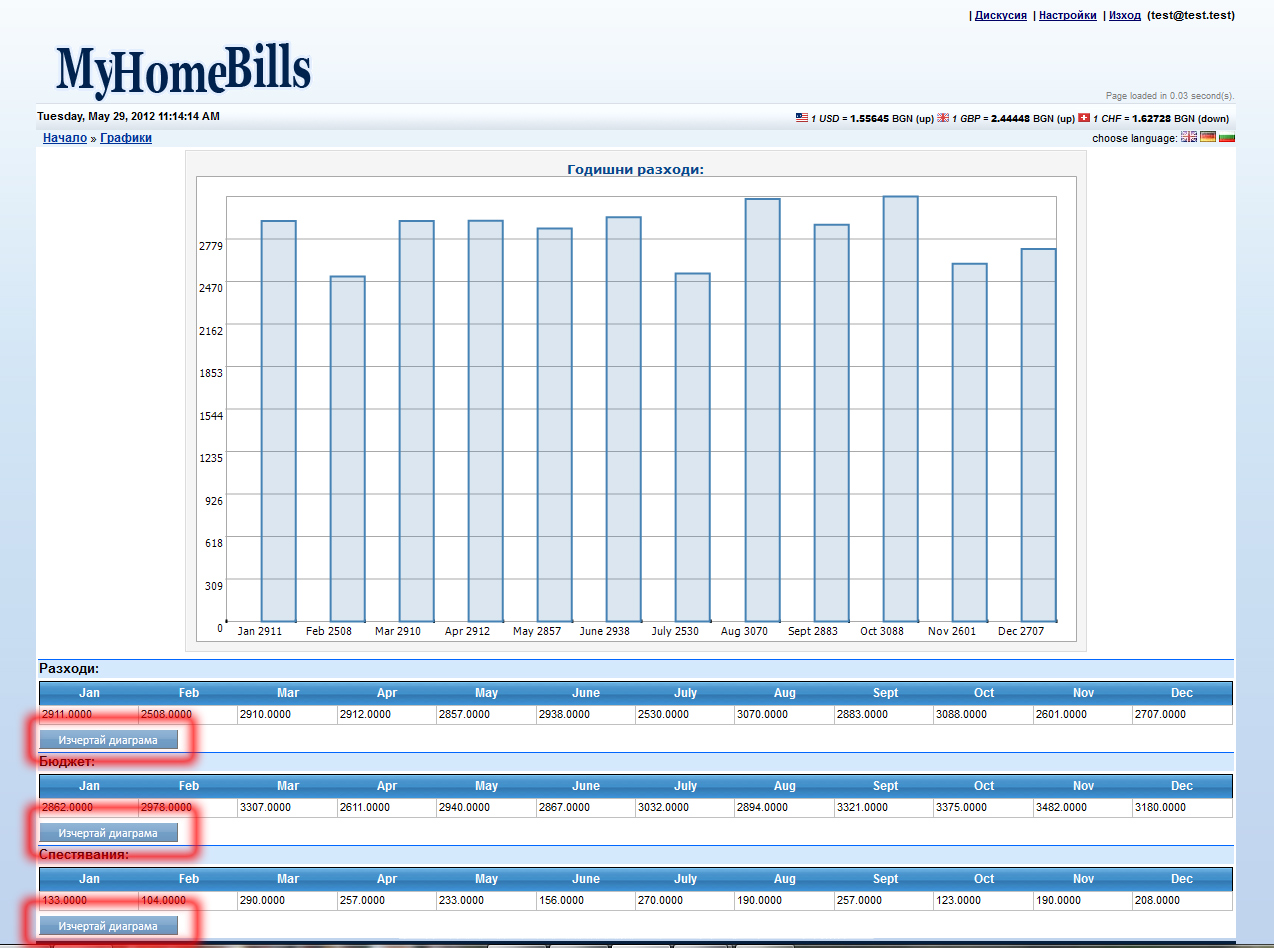 | Дискусия | Настройки | Изход (test@test.test)
MyHomeBills
Page loaded in 0.03 second(s).
Tuesday, May 29, 2012 11:14:14 AM
1 USD = 1.55645 BGN (up) 1 GBP = 2.44448 BGN (up) 1 CHF = 1.62728 BGN (down)
Начало » Графики
choose language:
Годишни разходи:
2779
2470
2162
1853
1544
1235
926
618
309
0
Jan 2911 Feb 2508 Mar 2910 Apr 2912 May 2857 June 2938 July 2530 Aug 3070 Sept 2883 Oct 3088 Nov 2601 Dec 2707
Разходи:
Jan Feb Mar Apr May June July Aug Sept Oct Nov Dec
2911.0000 2508.0000 2910.0000 2912.0000 2857.0000 2938.0000 2530.0000 3070.0000 2883.0000 3088.0000 2601.0000 2707.0000
Изчертай диаграма
Бюджет:
Jan Feb Mar Apr May June July Aug Sept Oct Nov Dec
2862.0000 2978.0000 3307.0000 2611.0000 2940.0000 2867.0000 3032.0000 2894.0000 3321.0000 3375.0000 3482.0000 3180.0000
Изчертай диаграма
Спестявания:
Jan Feb Mar Apr May June July Aug Sept Oct Nov Dec
133.0000 104.0000 290.0000 257.0000 233.0000 156.0000 270.0000 190.0000 257.0000 123.0000 190.0000 208.0000
Изчертай диаграма